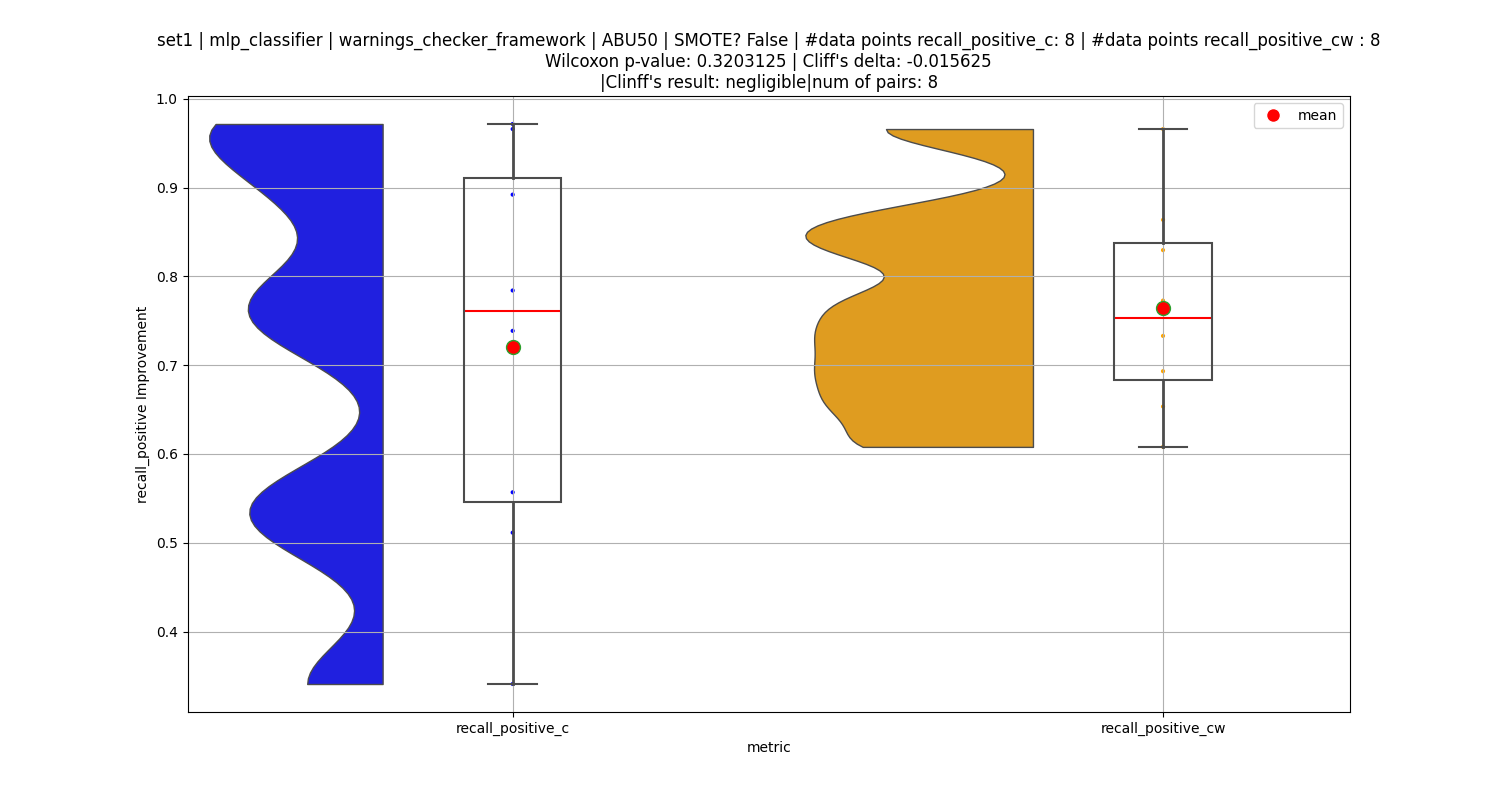 set1 | mlp_classifier | warnings_checker_framework | ABU50 | SMOTE? False | #data points recall_positive_c: 8 | #data points recall_positive_cw : 8
Wilcoxon p-value: 0.3203125 | Cliff's delta: -0.015625
|Clinff's result: negligible|num of pairs: 8
mean
1.0
0.9
0.8
0.7
0.6
0.5
0.4
recall_positive Improvement
recall_positive_c
recall_positive_cw
metric